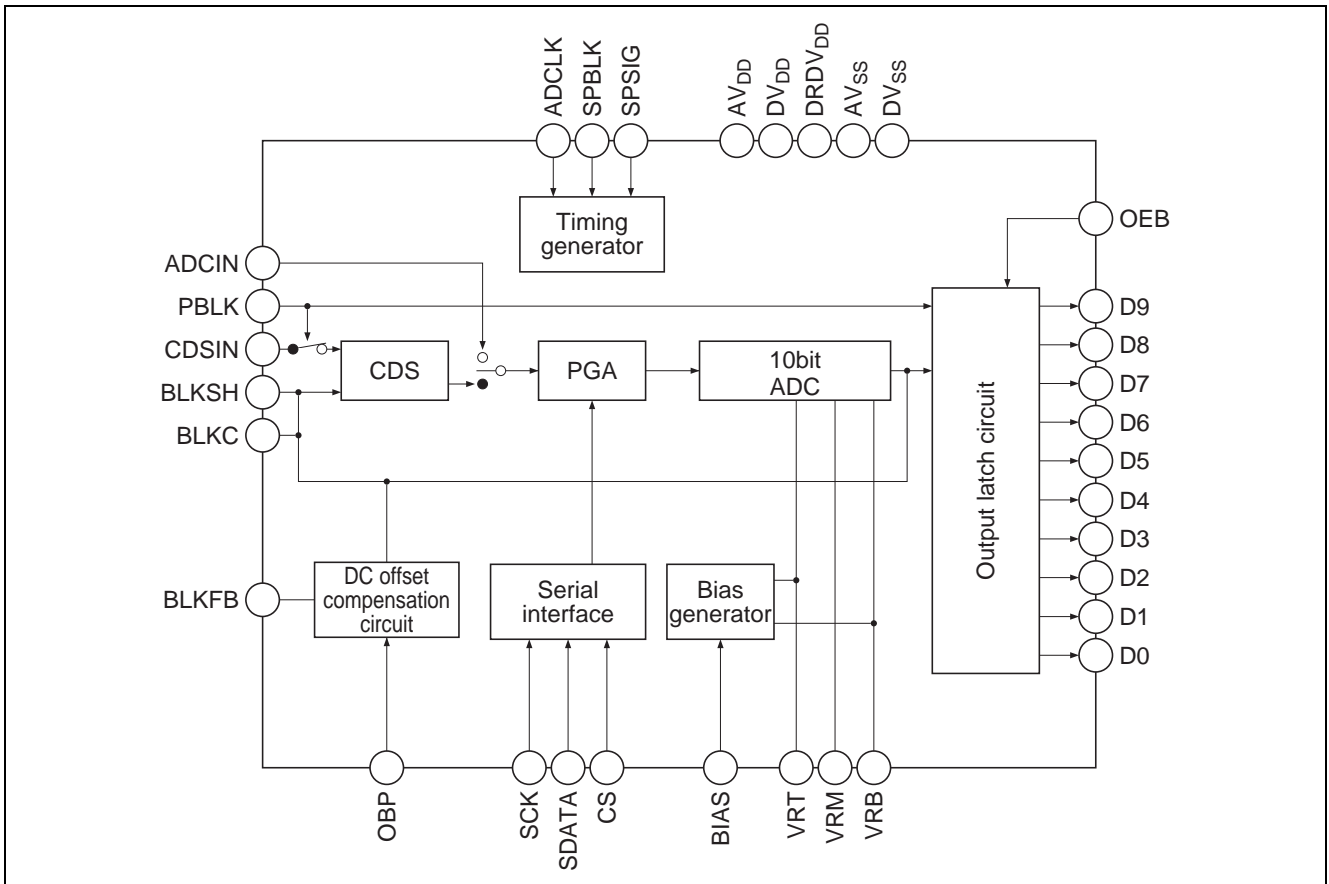 ADCLK
SPBLK
SPSIG
AVDD
DVDD
DRDVDD
AVSS
DVSS
Timing
generator
OEB
ADCIN
PBLK
CDSIN
BLKSH
BLKC
CDS
PGA
10bit
ADC
Output latch circuit
D9
D8
D7
D6
D5
D4
D3
D2
D1
D0
BLKFB
DC offset
compensation
circuit
Serial
interface
Bias
generator
OBP
SCK
SDATA
CS
BIAS
VRT
VRM
VRB